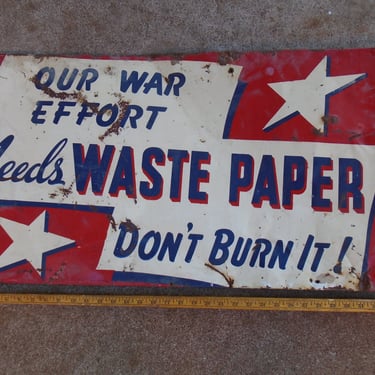 OUR WAR
EFFORT
Needs WASTE PAPER
DON'T BURN IT!